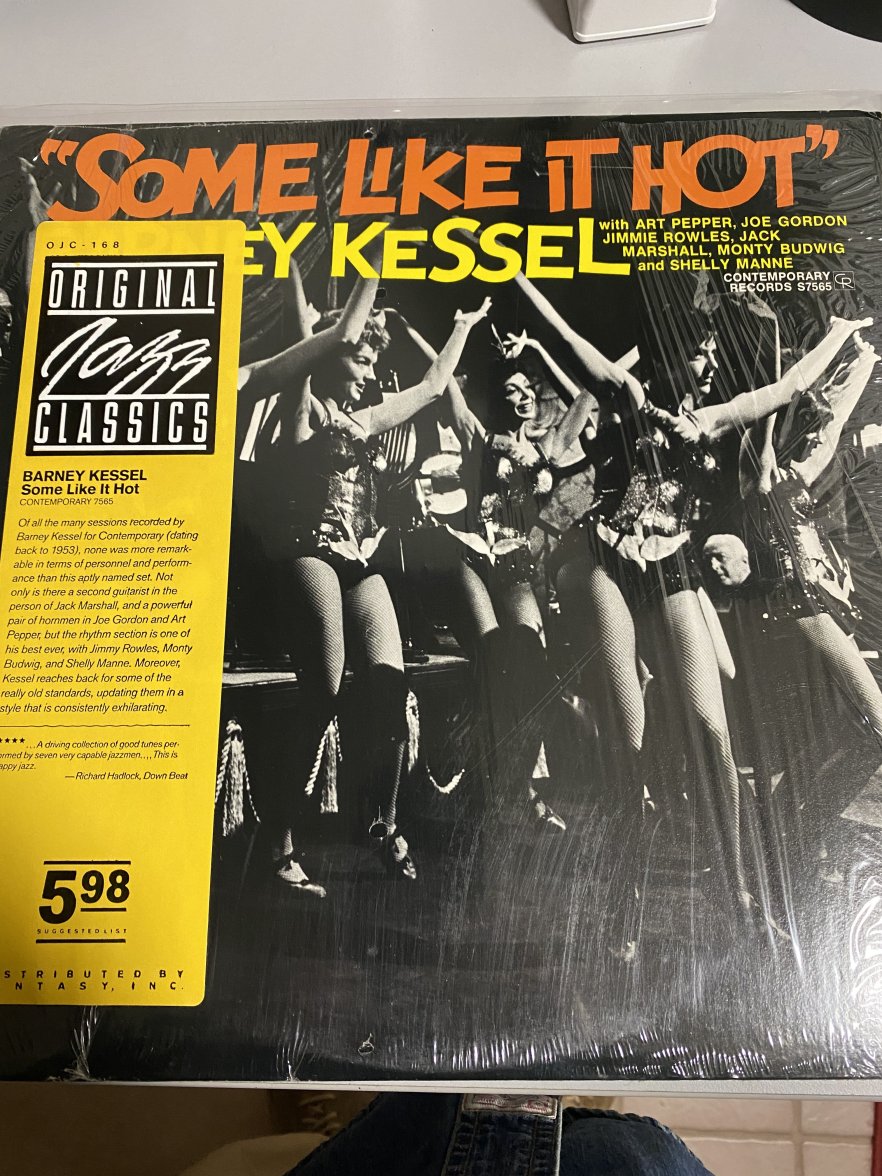 "SOME LIKE IT HOT"
EY KESSEL
with ART PEPPER, JOE GORDON
JIMMIE ROWLES, JACK
MARSHALL, MONTY BUDWIG
and SHELLY MANNE
CONTEMPORARY
RECORDS S7565 CR
OJC-168
ORIGINAL
Jazz
CLASSICS
BARNEY KESSEL
Some Like It Hot
CONTEMPORARY 7565
Of all the many sessions recorded by
Barney Kessel for Contemporary (dating
back to 1953), none was more remark-
able in terms of personnel and perform-
ance than this aptly named set. Not
only is there a second guitarist in the
person of Jack Marshall, and a powerful
pair of hornmen in Joe Gordon and Art
Pepper, but the rhythm section is one of
his best ever, with Jimmy Rowles, Monty
Budwig, and Shelly Manne. Moreover,
Kessel reaches back for some of the
really old standards, updating them in a
style that is consistently exhilarating.
★★★★ ...A driving collection of good tunes per-
ormed by seven very capable jazzmen.... This is
appy jazz.
—Richard Hadlock, Down Beat
5 98
SUGGESTED LIST
STRIBUTED BY
NTASY, INC.